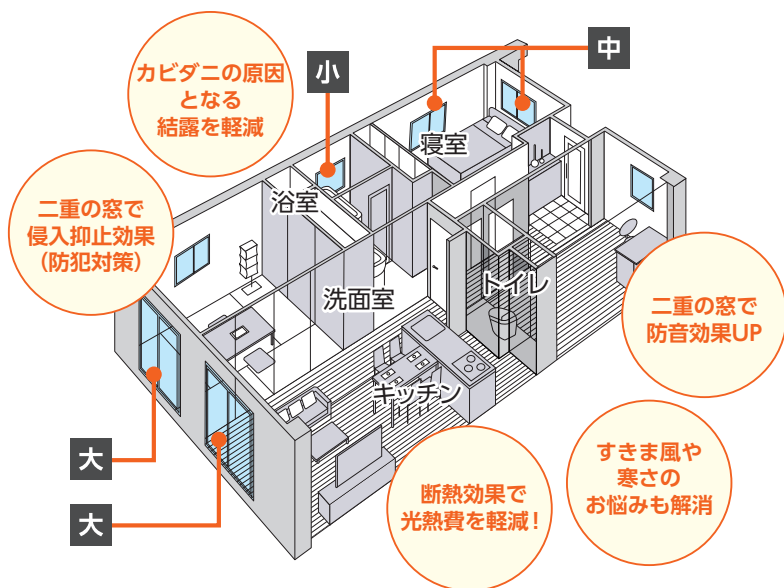 カビダニの原因
となる
結露を軽減
小
中
寝室
浴室
二重の窓で
侵入抑止効果
（防犯対策）
洗面室
トイレ
二重の窓で
防音効果UP
キッチン
大
大
断熱効果で
光熱費を軽減！
すきま風や
寒さの
お悩みも解消